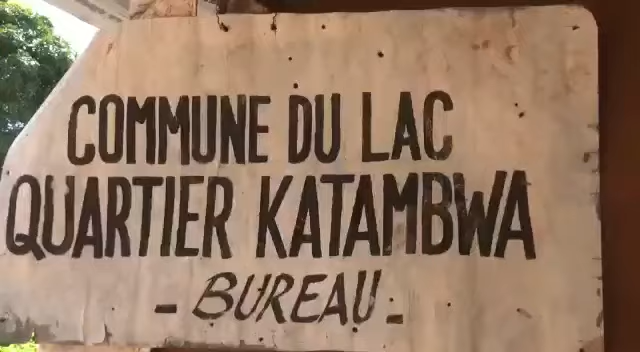 COMMUNE DU LAC
QUARTIER KATAMBWA
- BUREAU -